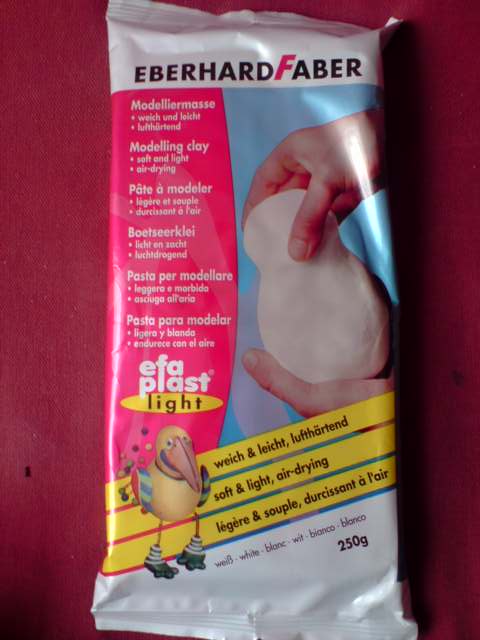 EBERHARDFABER
Modelliermasse
• weich und leicht
• lufthärtend
Modelling clay
• soft and light
• air-drying
Pâte à modeler
• légère et souple
• durcissant à l'air
Boetseerklei
• licht en zacht
• luchtdrogend
Pasta per modellare
• leggera e morbida
• asciuga all'aria
Pasta para modelar
• ligera y blanda
• endurece con el aire
efa
plast®
light
weich & leicht, lufthärtend
soft & light, air-drying
légère & souple, durcissant à l'air
weiß · white · blanc · wit · bianco · blanco
250g